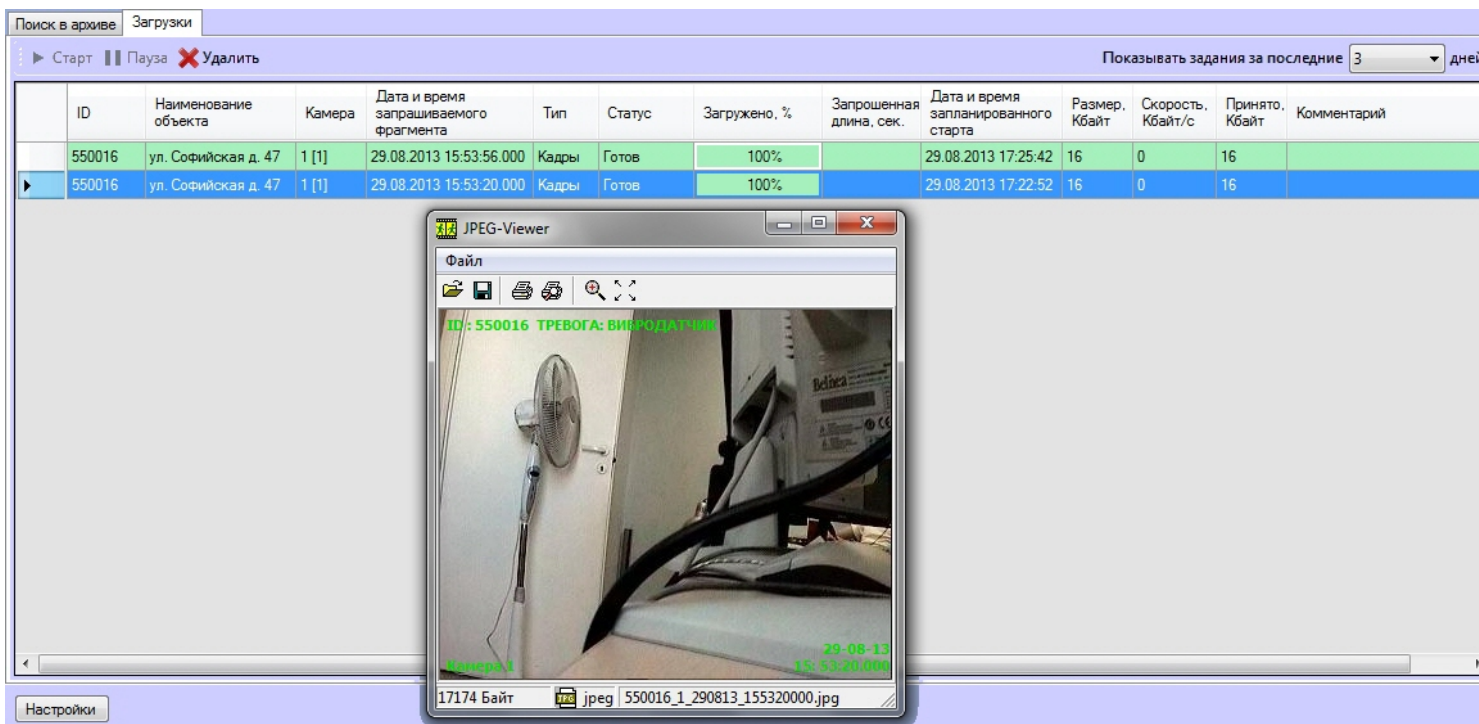 Поиск в архиве Загрузки
Старт Пауза Удалить Показывать задания за последние 3 дней
ID Наименование объекта Камера Дата и время запрашиваемого фрагмента Тип Статус Загружено, % Запрошенная длина, сек. Дата и время запланированного старта Размер, Кбайт Скорость, Кбайт/с Принято, Кбайт Комментарий
550016 ул. Софийская д. 47 1 [1] 29.08.2013 15:53:56.000 Кадры Готов 100% 29.08.2013 17:25:42 16 0 16
550016 ул. Софийская д. 47 1 [1] 29.08.2013 15:53:20.000 Кадры Готов 100% 29.08.2013 17:22:52 16 0 16
JPEG-Viewer
Файл
ID : 550016 ТРЕВОГА: ВИБРОДАТЧИК
Belinea
29-08-13
Камера 1 15: 53:20.000
17174 Байт jpeg 550016_1_290813_155320000.jpg
Настройки